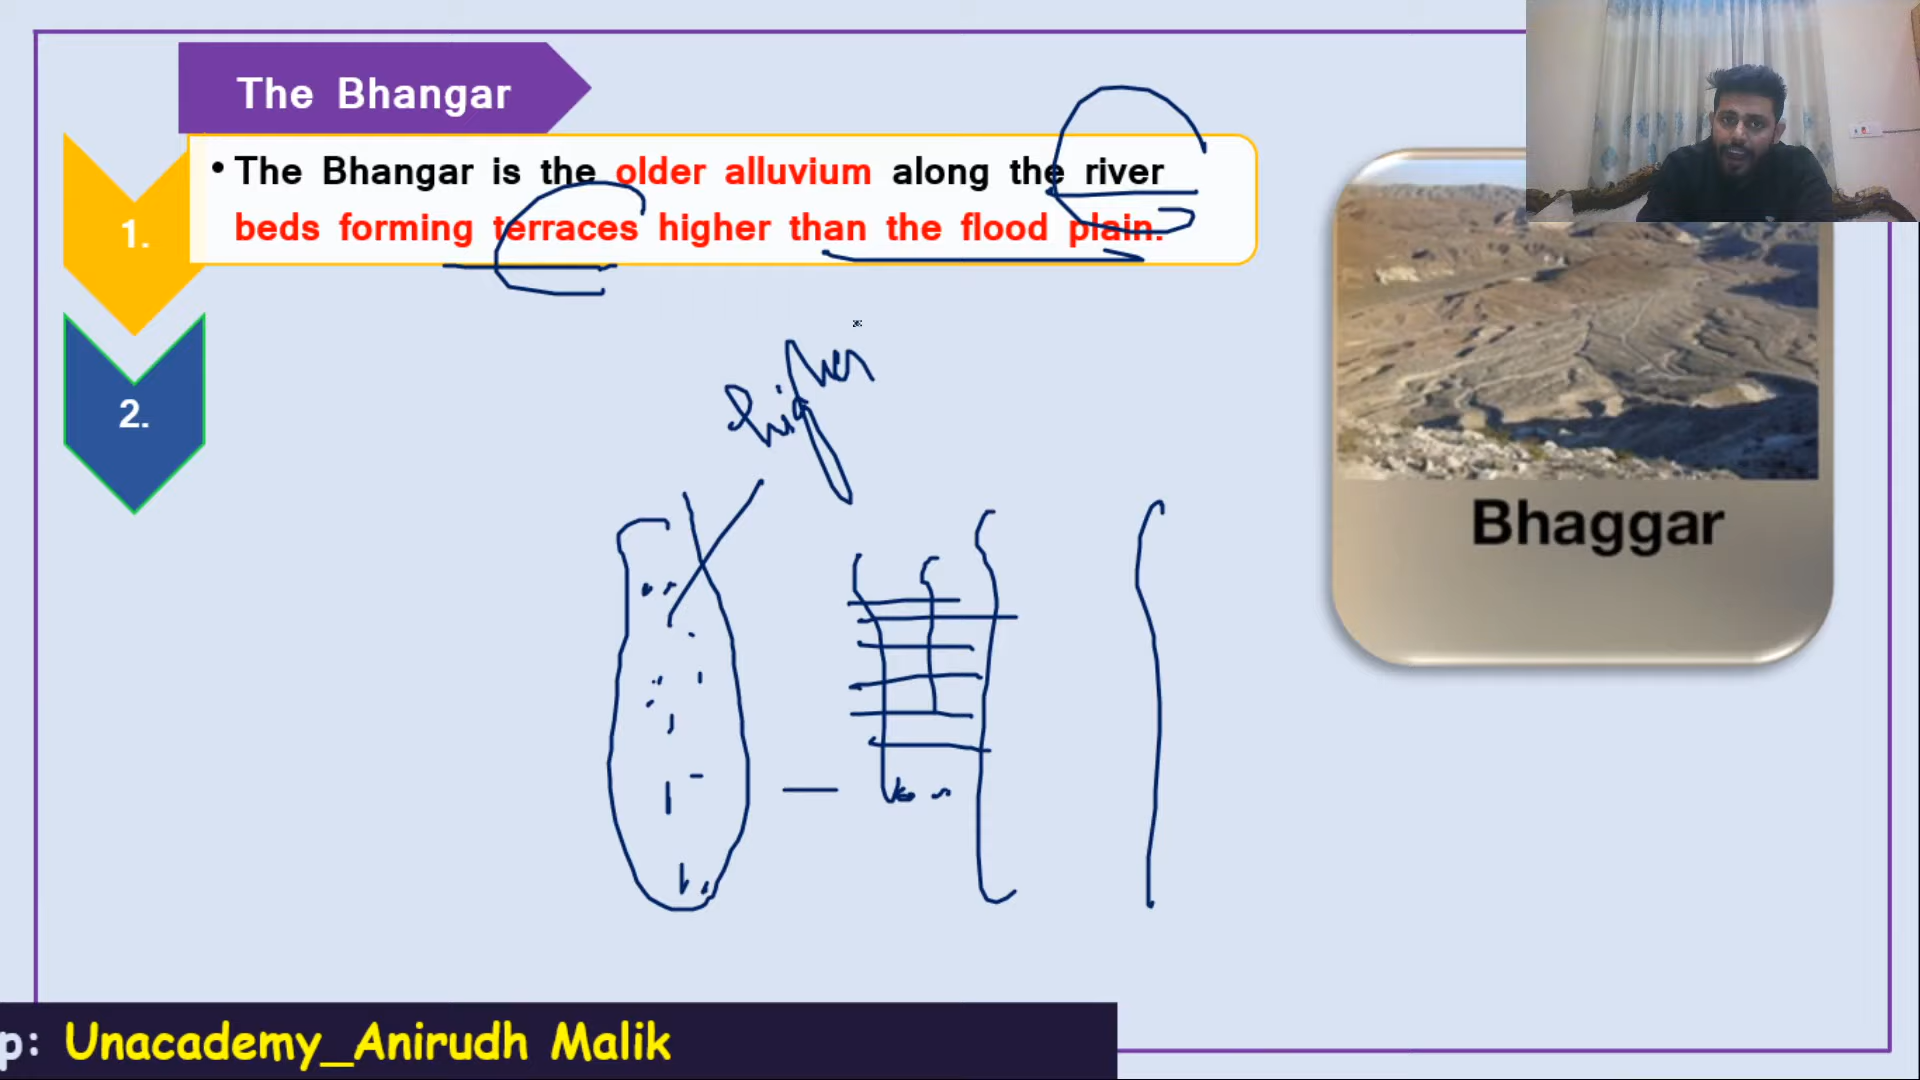 The Bhangar
1.
• The Bhangar is the older alluvium along the river
beds forming terraces higher than the flood plain.
2.
higher
Bhaggar
p: Unacademy_Anirudh Malik